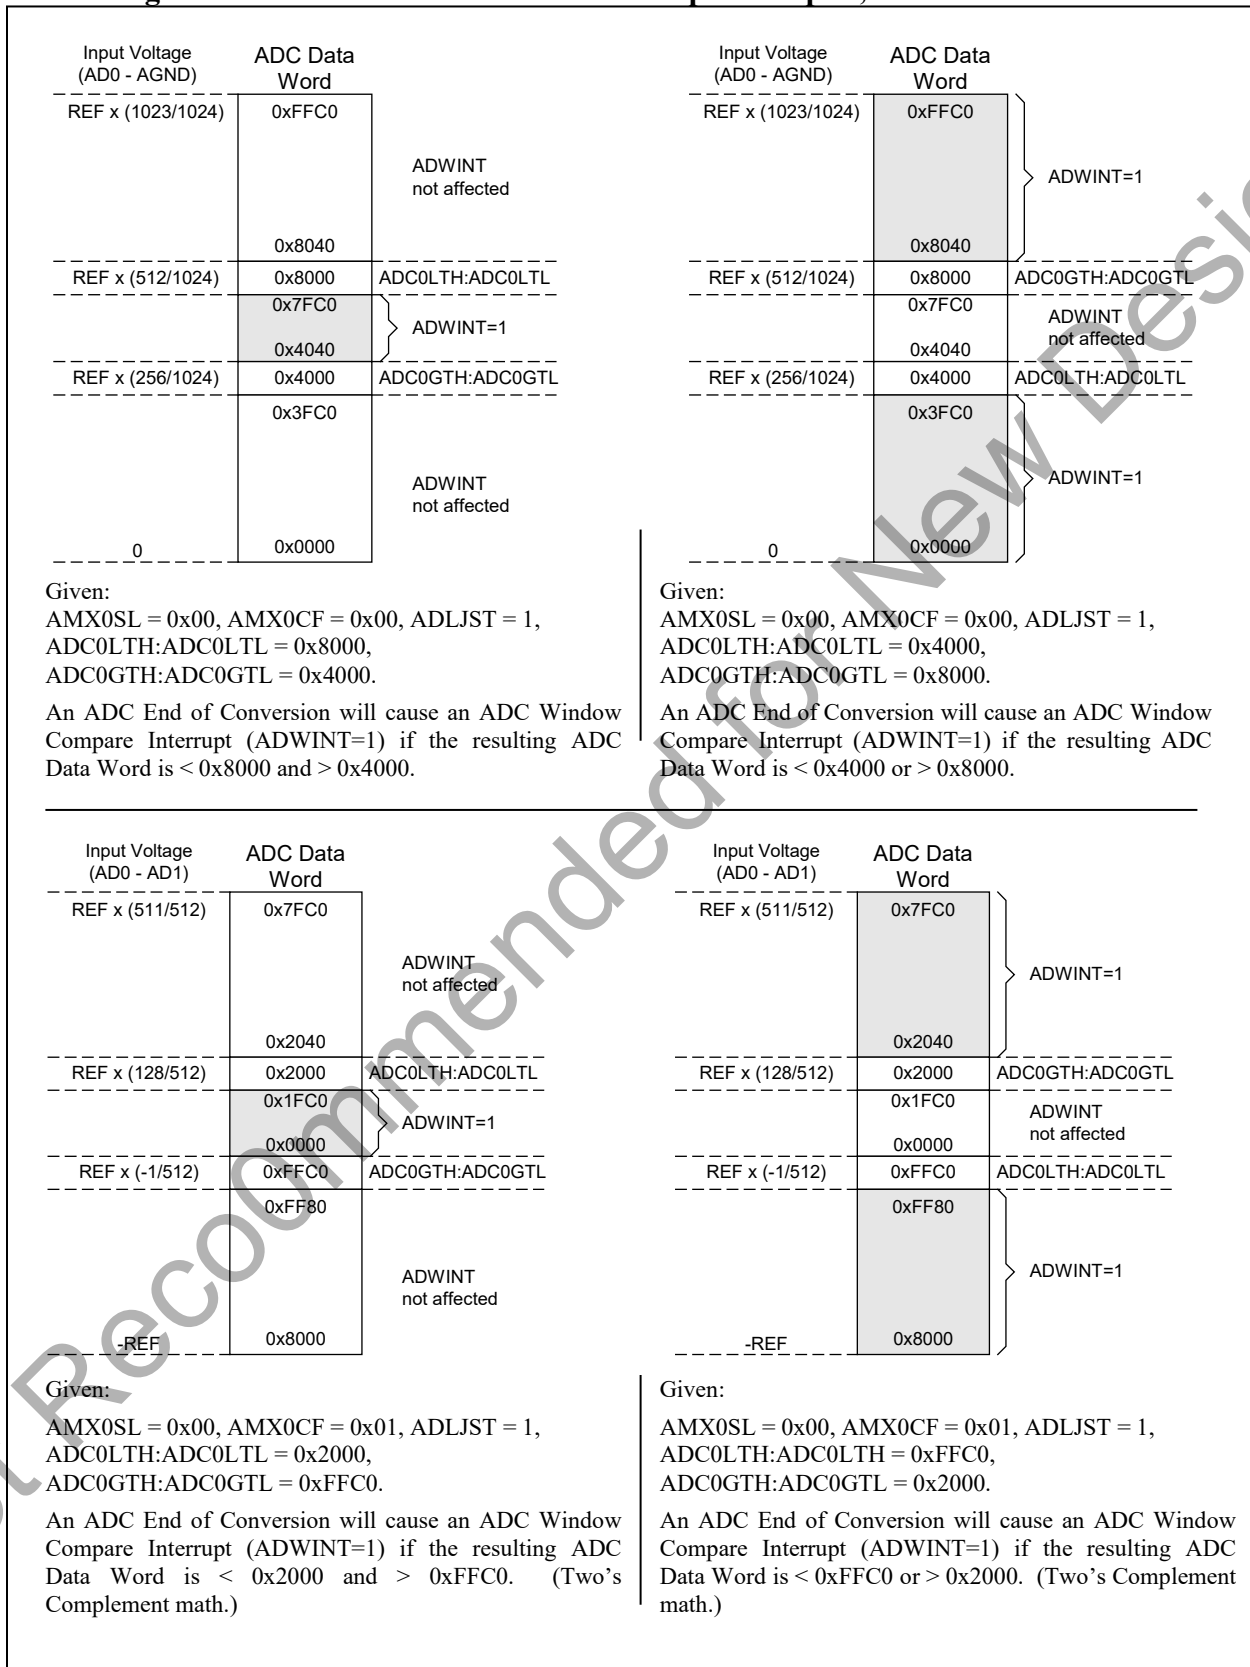 Input Voltage
(AD0 - AGND)
ADC Data
Word
REF x (1023/1024)
0xFFC0
ADWINT
not affected
0x8040
REF x (512/1024)
0x8000
ADC0LTH:ADC0LTL
0x7FC0
ADWINT=1
0x4040
REF x (256/1024)
0x4000
ADC0GTH:ADC0GTL
0x3FC0
ADWINT
not affected
0
0x0000
Given:
AMX0SL = 0x00, AMX0CF = 0x00, ADLJST = 1,
ADC0LTH:ADC0LTL = 0x8000,
ADC0GTH:ADC0GTL = 0x4000.
An ADC End of Conversion will cause an ADC Window
Compare Interrupt (ADWINT=1) if the resulting ADC
Data Word is < 0x8000 and > 0x4000.
Input Voltage
(AD0 - AGND)
ADC Data
Word
REF x (1023/1024)
0xFFC0
ADWINT=1
0x8040
REF x (512/1024)
0x8000
ADC0GTH:ADC0GTL
0x7FC0
ADWINT
not affected
0x4040
REF x (256/1024)
0x4000
ADC0LTH:ADC0LTL
0x3FC0
ADWINT=1
0
0x0000
Given:
AMX0SL = 0x00, AMX0CF = 0x00, ADLJST = 1,
ADC0LTH:ADC0LTL = 0x4000,
ADC0GTH:ADC0GTL = 0x8000.
An ADC End of Conversion will cause an ADC Window
Compare Interrupt (ADWINT=1) if the resulting ADC
Data Word is < 0x4000 or > 0x8000.
Input Voltage
(AD0 - AD1)
ADC Data
Word
REF x (511/512)
0x7FC0
ADWINT
not affected
0x2040
REF x (128/512)
0x2000
ADC0LTH:ADC0LTL
0x1FC0
ADWINT=1
0x0000
REF x (-1/512)
0xFFC0
ADC0GTH:ADC0GTL
0xFF80
ADWINT
not affected
-REF
0x8000
Given:
AMX0SL = 0x00, AMX0CF = 0x01, ADLJST = 1,
ADC0LTH:ADC0LTL = 0x2000,
ADC0GTH:ADC0GTL = 0xFFC0.
An ADC End of Conversion will cause an ADC Window
Compare Interrupt (ADWINT=1) if the resulting ADC
Data Word is < 0x2000 and > 0xFFC0. (Two's
Complement math.)
Input Voltage
(AD0 - AD1)
ADC Data
Word
REF x (511/512)
0x7FC0
ADWINT=1
0x2040
REF x (128/512)
0x2000
ADC0GTH:ADC0GTL
0x1FC0
ADWINT
not affected
0x0000
REF x (-1/512)
0xFFC0
ADC0LTH:ADC0LTL
0xFF80
ADWINT=1
-REF
0x8000
Given:
AMX0SL = 0x00, AMX0CF = 0x01, ADLJST = 1,
ADC0LTH:ADC0LTH = 0xFFC0,
ADC0GTH:ADC0GTL = 0x2000.
An ADC End of Conversion will cause an ADC Window
Compare Interrupt (ADWINT=1) if the resulting ADC
Data Word is < 0xFFC0 or > 0x2000. (Two's Complement
math.)
Recommended for New